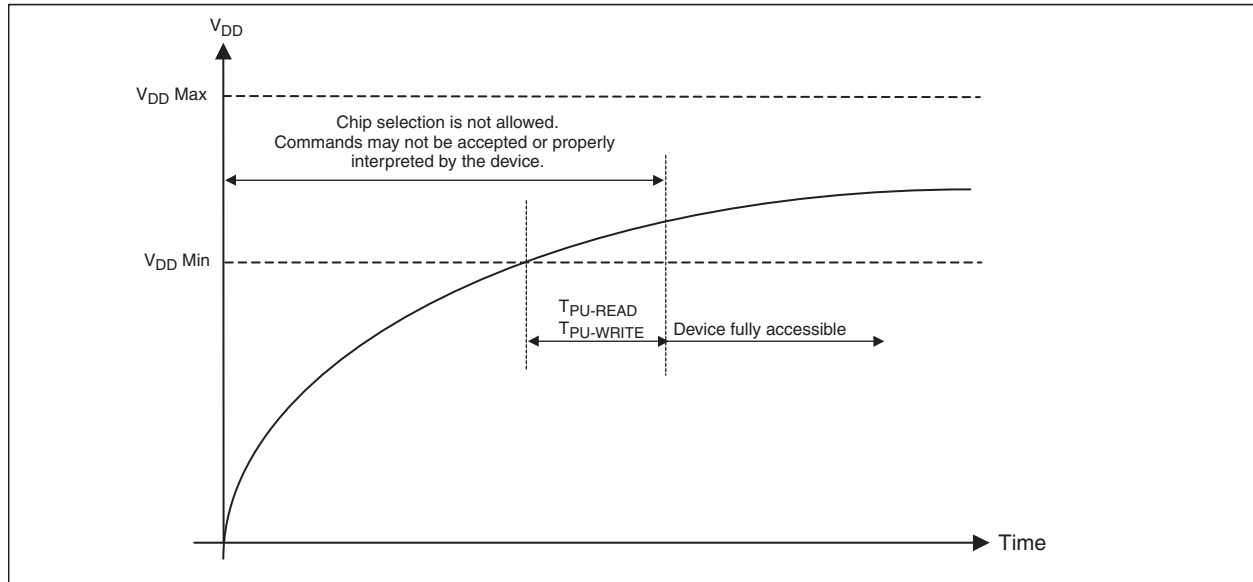 VDD
VDD Max
Chip selection is not allowed.
Commands may not be accepted or properly
interpreted by the device.
VDD Min
TPU-READ
TPU-WRITE
Device fully accessible
Time